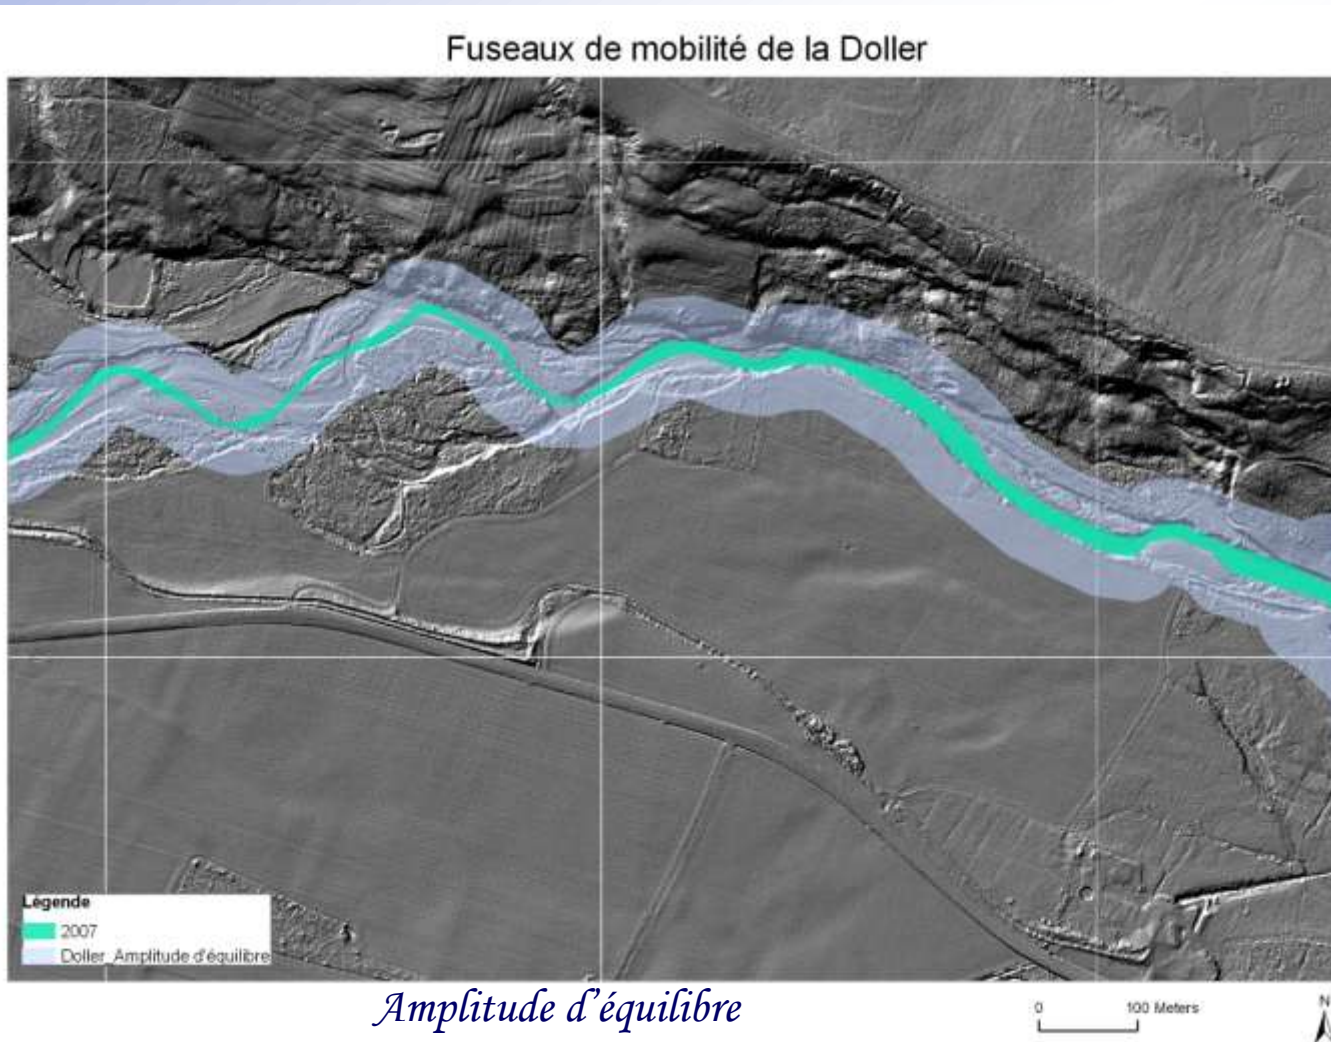 Fuseaux de mobilité de la Doller
Légende
2007
Doller_Amplitude d'équilibre
Amplitude d'équilibre
0 100 Meters
N